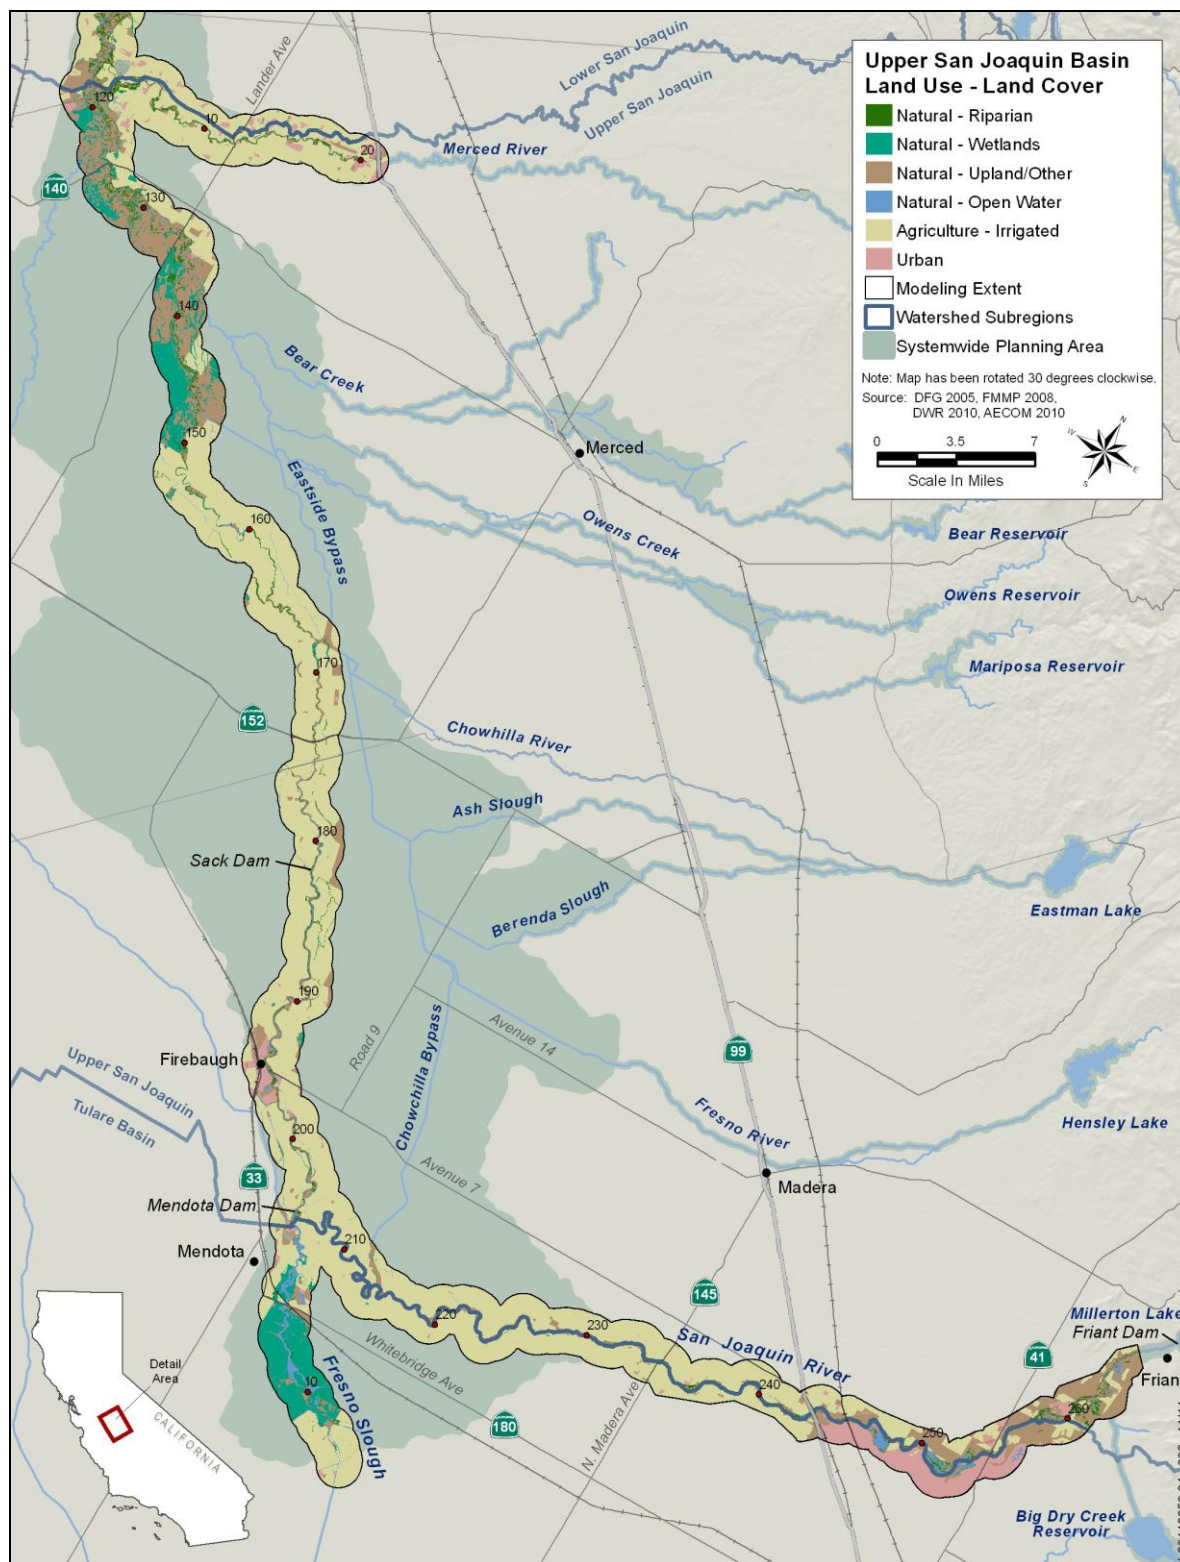 Upper San Joaquin Basin
Land Use - Land Cover
Natural - Riparian
Natural - Wetlands
Natural - Upland/Other
Natural - Open Water
Agriculture - Irrigated
Urban
Modeling Extent
Watershed Subregions
Systemwide Planning Area
Note: Map has been rotated 30 degrees clockwise.
Source: DFG 2005, FMMP 2008,
DWR 2010, AECOM 2010
N
W
E
S
0 3.5 7
Scale In Miles
Lander Ave
Lower San Joaquin
Upper San Joaquin
120
10
20
Merced River
140
130
140
Bear Creek
150
Merced
Eastside Bypass
160
Owens Creek
Bear Reservoir
Owens Reservoir
Mariposa Reservoir
170
152
Chowhilla River
Ash Slough
180
Sack Dam
Berenda Slough
Eastman Lake
190
Road 9
Avenue 14
Chowchilla Bypass
99
Firebaugh
Upper San Joaquin
Tulare Basin
Hensley Lake
Fresno River
200
Avenue 7
33
Madera
Mendota Dam
210
Mendota
145
220
230
San Joaquin River
Millerton Lake
Friant Dam
41
Frian
Whitebridge Ave
Fresno Slough
10
180
N. Madera Ave
240
250
260
Detail
Area
CALIFORNIA
Big Dry Creek
Reservoir